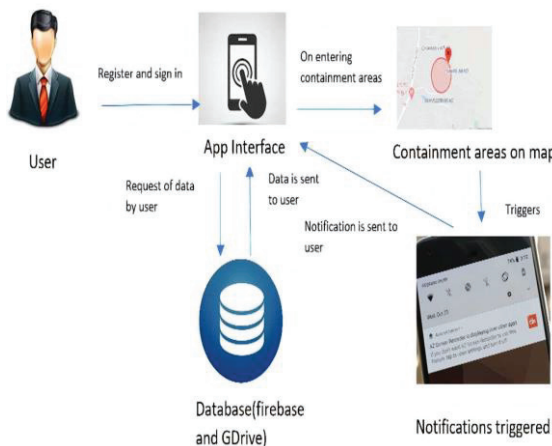 Register and sign in
On entering
containment areas
User
App Interface
Containment areas on map
Request of data
by user
Data is sent
to user
Notification is sent to
user
Triggers
Database(firebase
and GDrive)
Notifications triggered